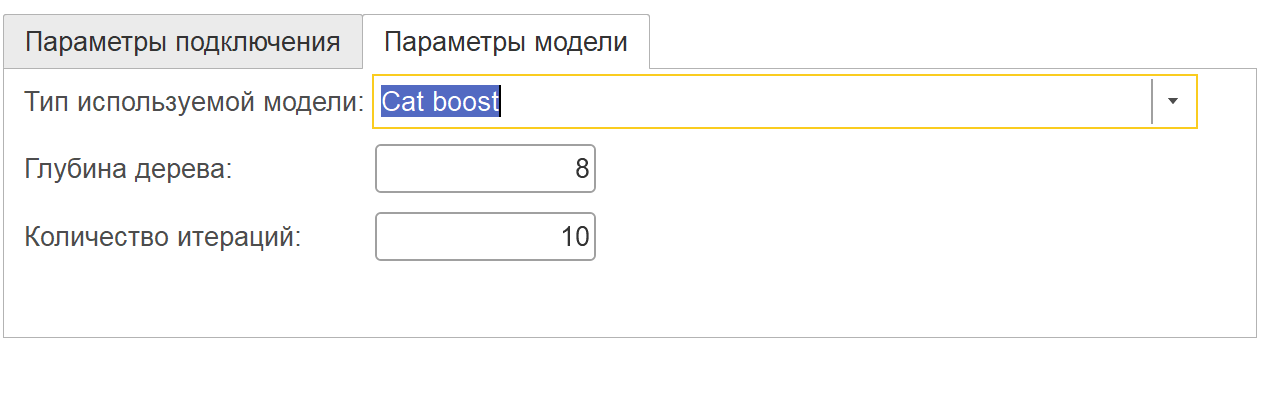 Параметры подключения Параметры модели
Тип используемой модели: Cat boost
Глубина дерева: 8
Количество итераций: 10